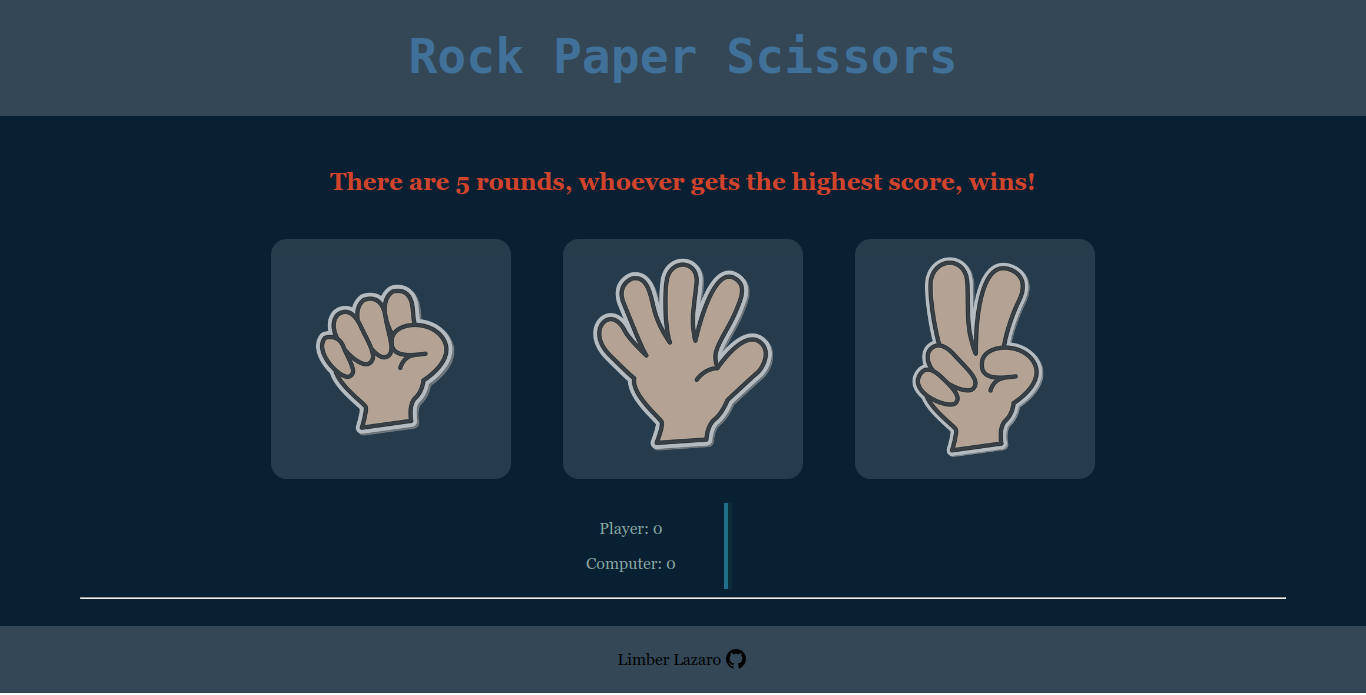 Rock Paper Scissors
There are 5 rounds, whoever gets the highest score, wins!
Player: 0
Computer: 0
Limber Lazaro